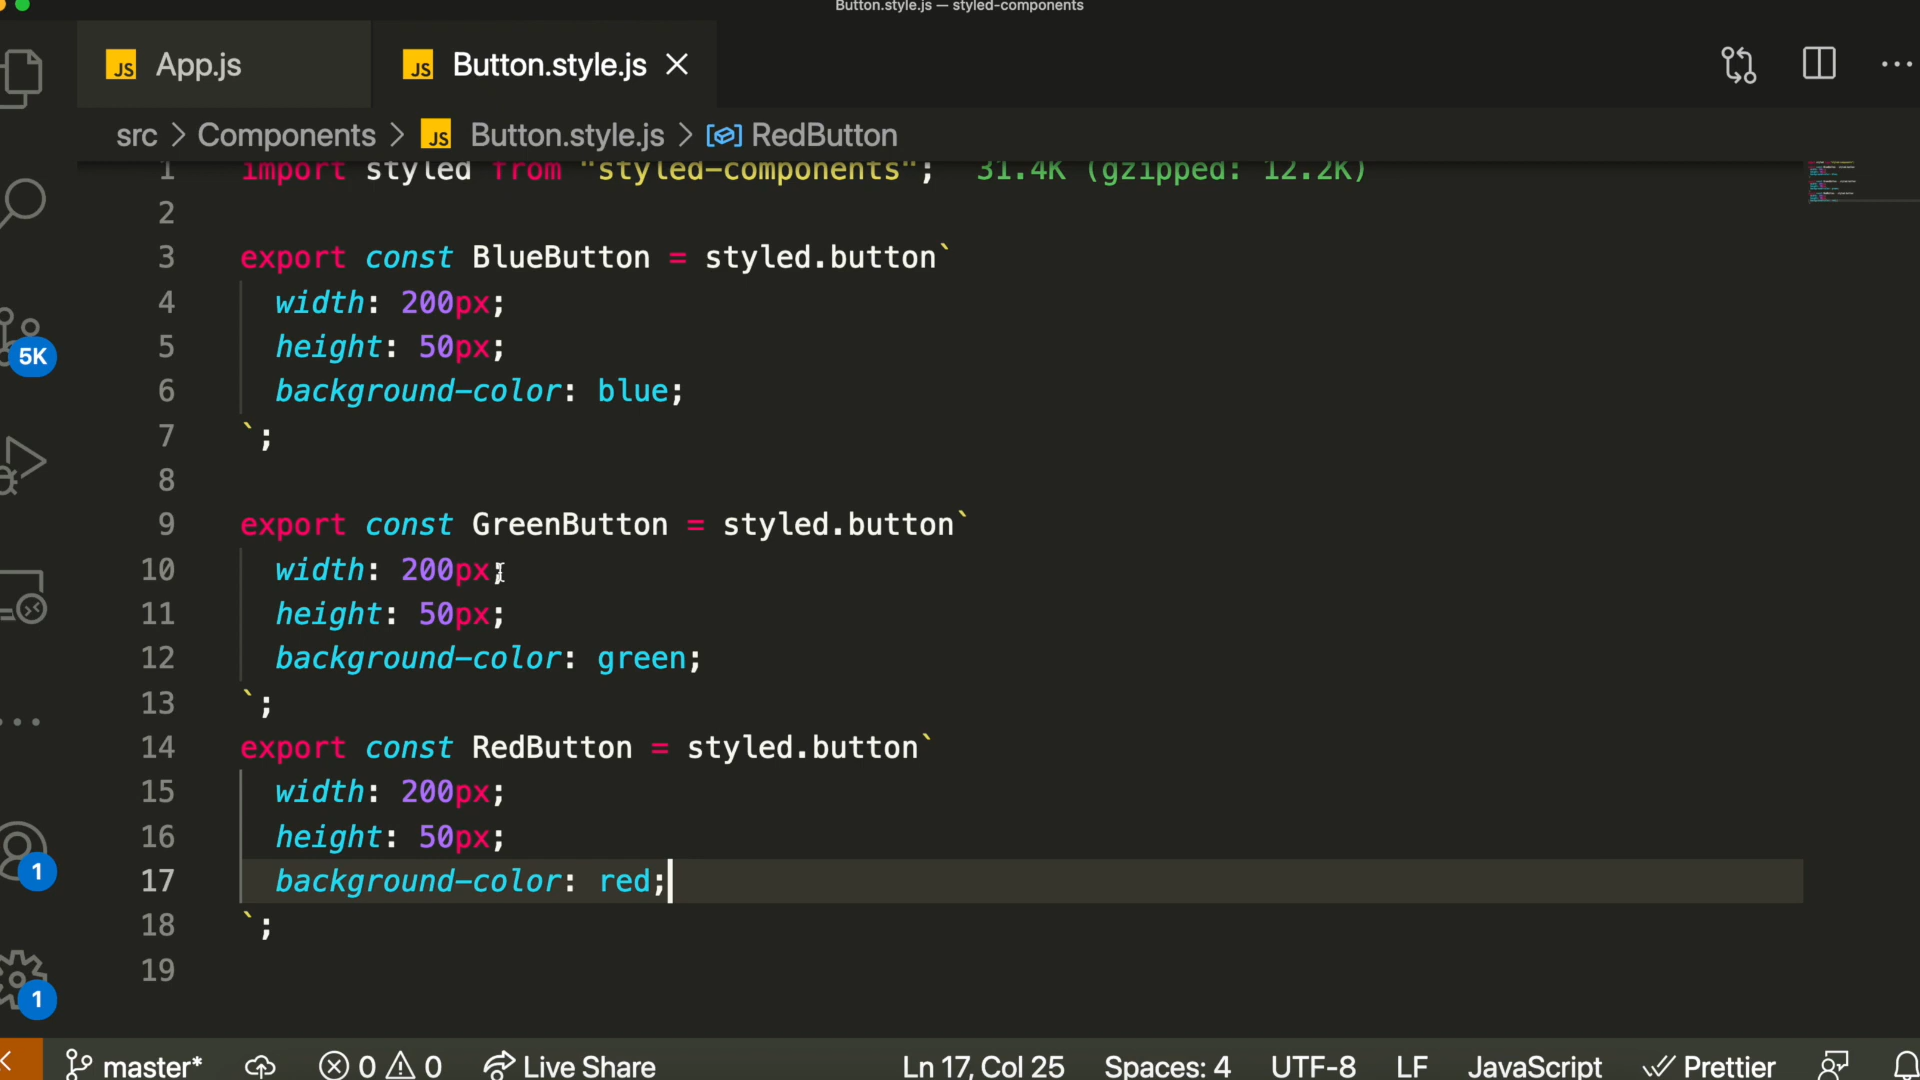 Button.style.js — styled-components
JS App.js
JS Button.style.js
src > Components > JS Button.style.js > RedButton
1 import styled from "styled-components"; 31.4K (gzipped: 12.2K)
2
3 export const BlueButton = styled.button`
4 width: 200px;
5 height: 50px;
6 background-color: blue;
7 `;
8
9 export const GreenButton = styled.button`
10 width: 200px;
11 height: 50px;
12 background-color: green;
13 `;
14 export const RedButton = styled.button`
15 width: 200px;
16 height: 50px;
17 background-color: red;
18 `;
19
5K
1
1
master* 0 0 Live Share Ln 17, Col 25 Spaces: 4 UTF-8 LF JavaScript Prettier